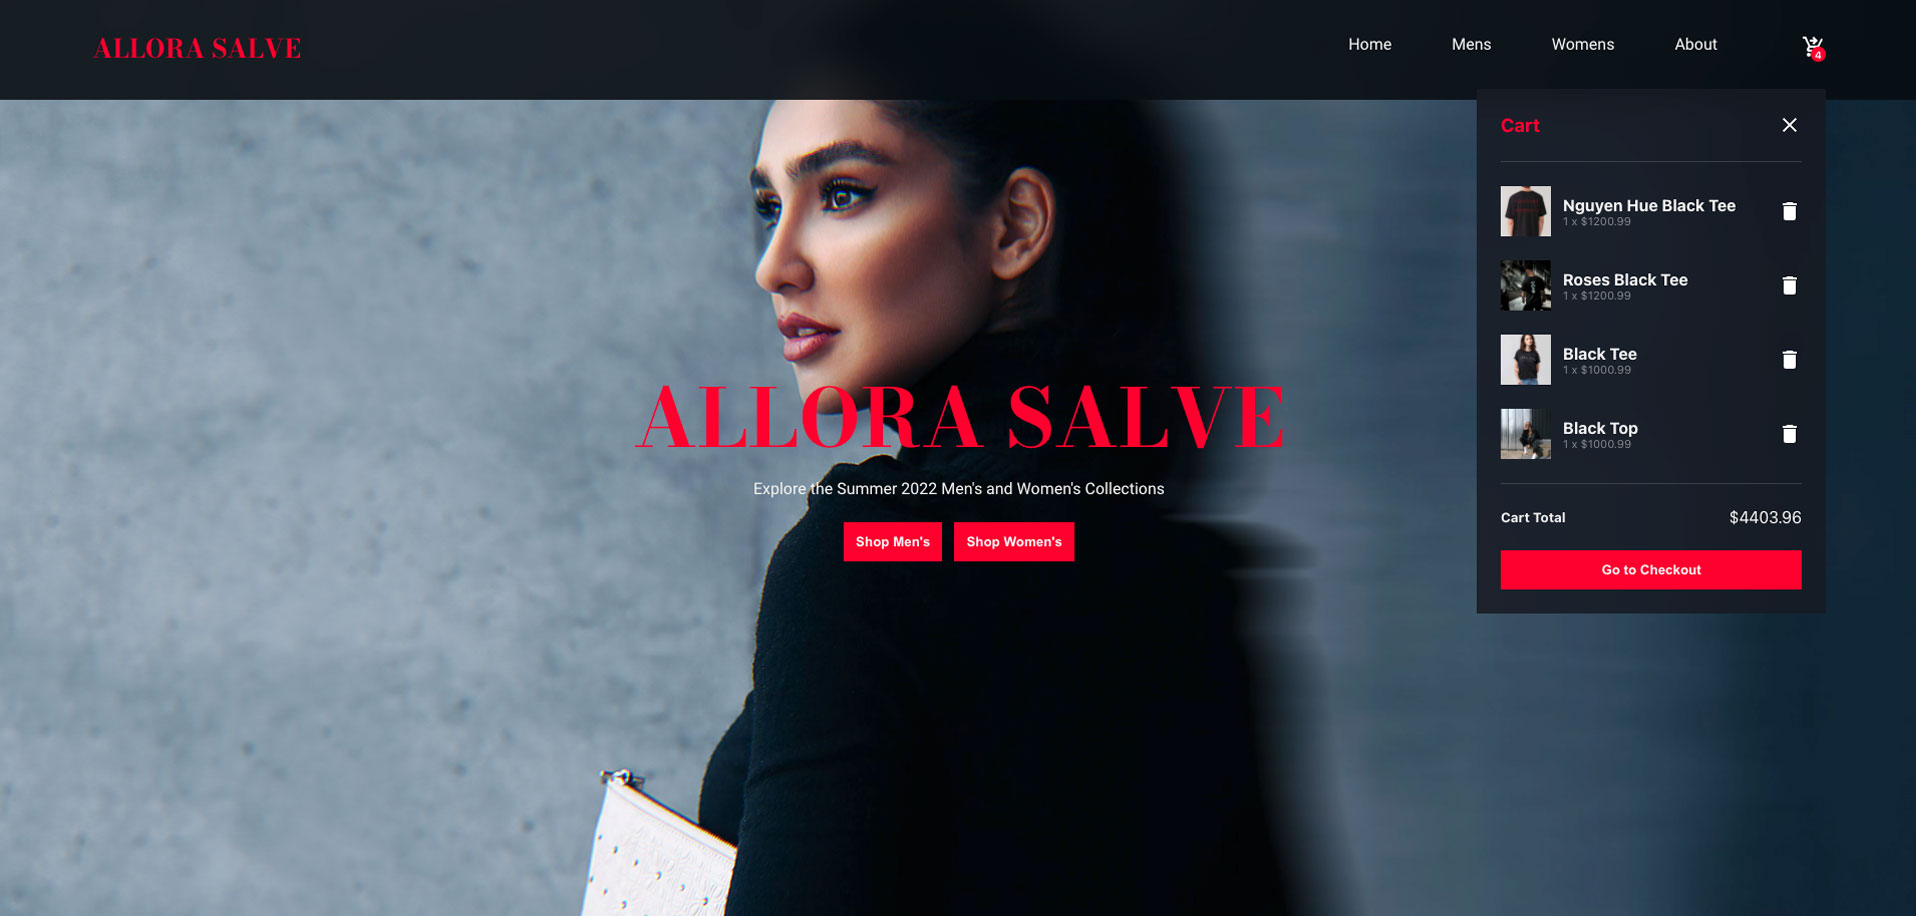 ALLORA SALVE
Home
Mens
Womens
About
4
Cart
Nguyen Hue Black Tee
1 x $1200.99
Roses Black Tee
1 x $1200.99
Black Tee
1 x $1000.99
Black Top
1 x $1000.99
Cart Total
$4403.96
Go to Checkout
ALLORA SALVE
Explore the Summer 2022 Men's and Women's Collections
Shop Men's
Shop Women's